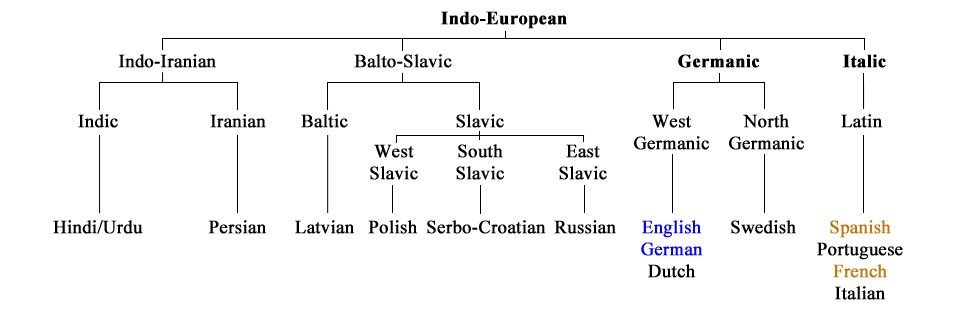 Indo-European
Indo-Iranian Balto-Slavic Germanic Italic
Indic Iranian Baltic Slavic West Germanic North Germanic Latin
West Slavic South Slavic East Slavic
Hindi/Urdu Persian Latvian Polish Serbo-Croatian Russian English Swedish Spanish
German Portuguese
Dutch French
Italian